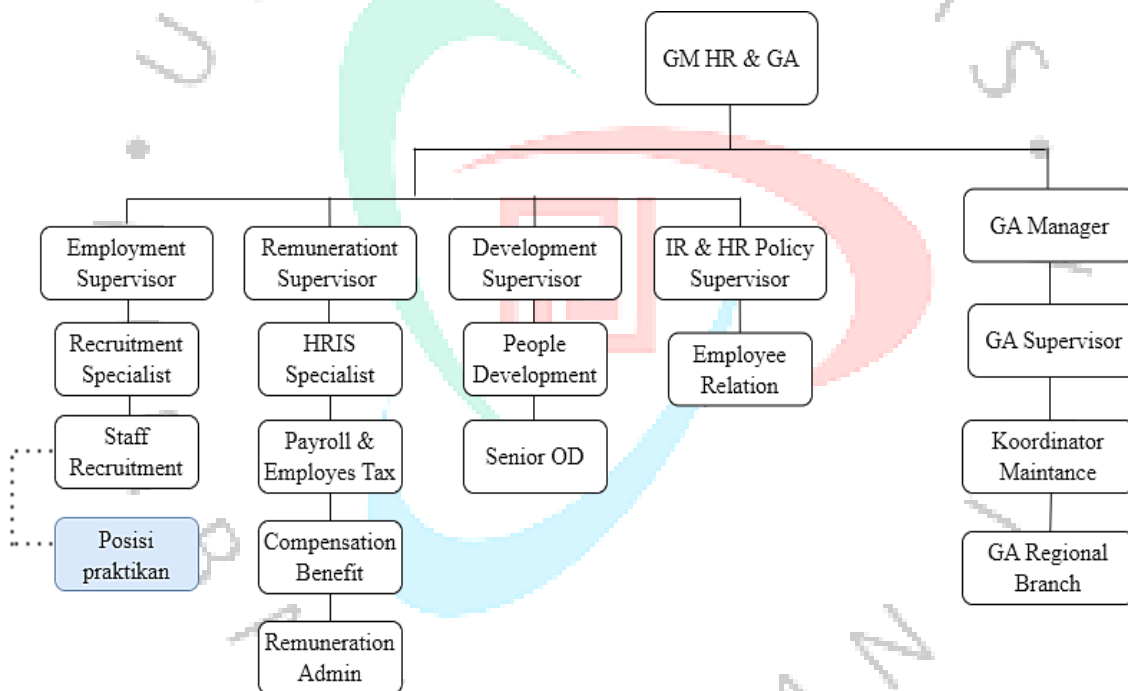 GM HR & GA
Employment
Supervisor
Remunerationt
Supervisor
Development
Supervisor
IR & HR Policy
Supervisor
GA Manager
Recruitment
Specialist
HRIS
Specialist
People
Development
Employee
Relation
GA Supervisor
Staff
Recruitment
Payroll &
Employes Tax
Senior OD
Koordinator
Maintance
Posisi
praktikan
Compensation
Benefit
GA Regional
Branch
Remuneration
Admin